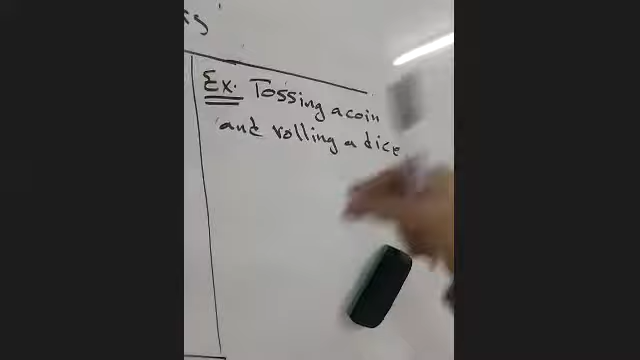 Ex. Tossing a coin
and rolling a dice